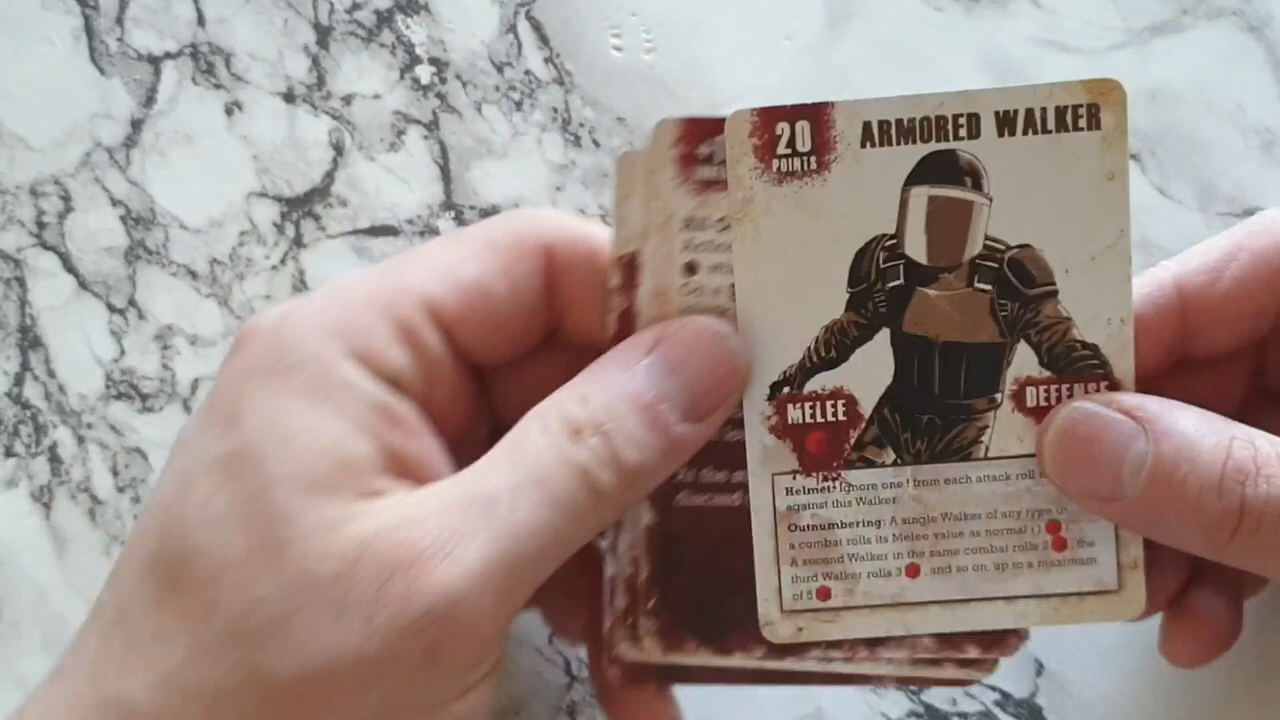 20
POINTS
ARMORED WALKER
MELEE
DEFENSE
Helmet: Ignore one ! from each attack roll
against this Walker.
Outnumbering: A single Walker of any type in
a combat rolls its Melee value as normal (1 ).
A second Walker in the same combat rolls 2 , the
third Walker rolls 3 , and so on, up to a maximum
of 5 .